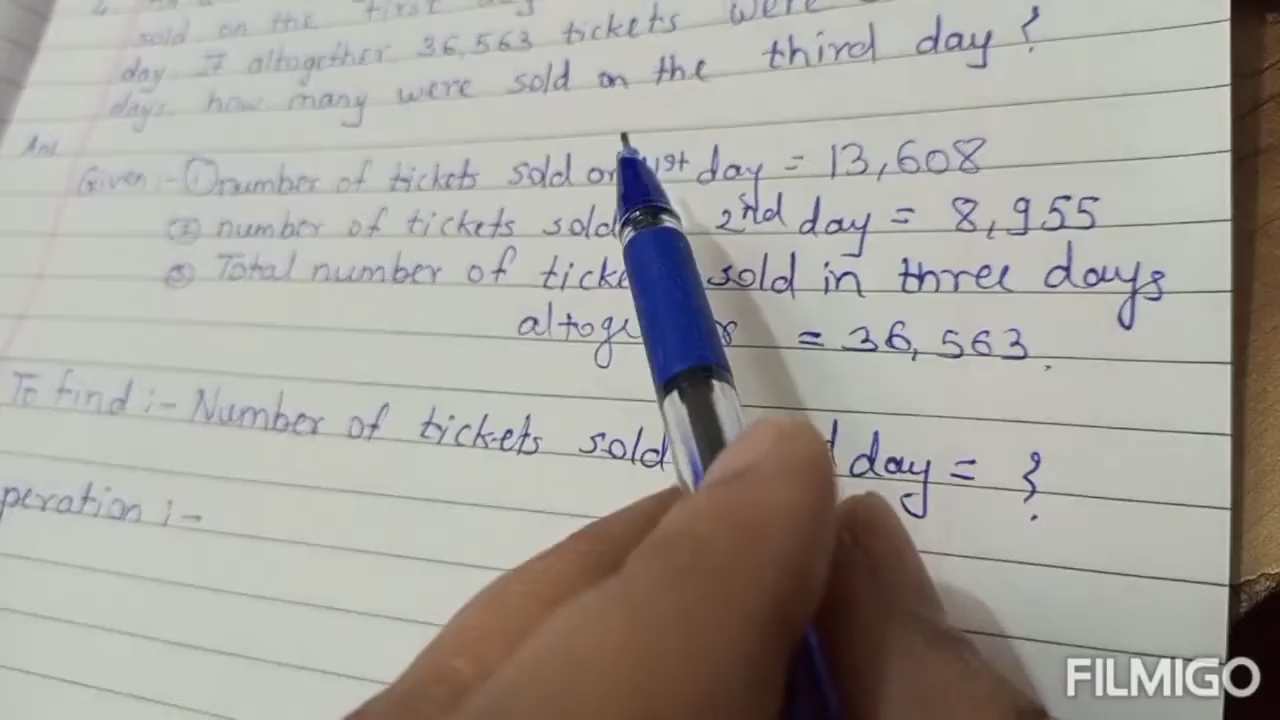 sold on the first
day. If altogether 36,563 tickets were
days. how many were sold on the third day ?
Ans
Given :- ① number of tickets sold on 1st day = 13,608
② number of tickets sold 2nd day = 8,955
③ Total number of ticke sold in three days
altoge = 36,563.
To find :- Number of tickets sold day = ?
peration :-
FILMIGO